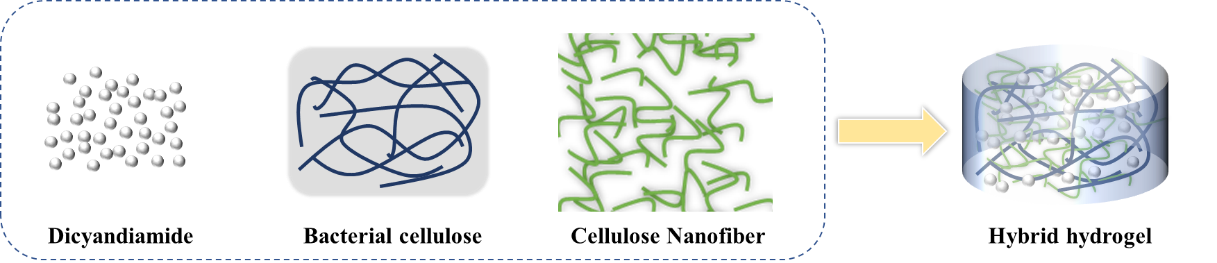 Dicyandiamide
Bacterial cellulose
Cellulose Nanofiber
Hybrid hydrogel